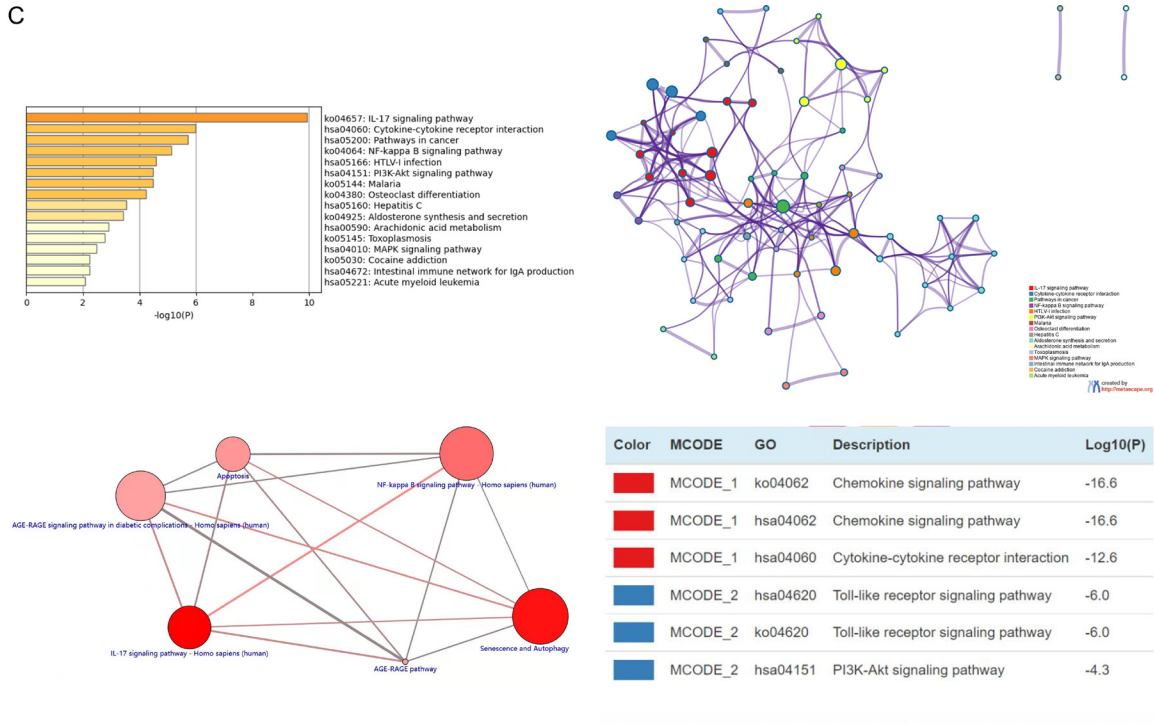 C
ko04657: IL-17 signaling pathway
hsa04060: Cytokine-cytokine receptor interaction
hsa05200: Pathways in cancer
ko04064: NF-kappa B signaling pathway
hsa05166: HTLV-I infection
hsa04151: PI3K-Akt signaling pathway
ko05144: Malaria
ko04380: Osteoclast differentiation
hsa05160: Hepatitis C
ko04925: Aldosterone synthesis and secretion
hsa00590: Arachidonic acid metabolism
ko05145: Toxoplasmosis
hsa04010: MAPK signaling pathway
ko05030: Cocaine addiction
hsa04672: Intestinal immune network for IgA production
hsa05221: Acute myeloid leukemia
0 2 4 6 8 10
-log10(P)
IL-17 signaling pathway
Cytokine-cytokine receptor interaction
Pathways in cancer
NF-kappa B signaling pathway
HTLV-I infection
PI3K-Akt signaling pathway
Malaria
Osteoclast differentiation
Hepatitis C
Aldosterone synthesis and secretion
Arachidonic acid metabolism
Toxoplasmosis
MAPK signaling pathway
Intestinal immune network for IgA production
Cocaine addiction
Acute myeloid leukemia
created by
http://metascape.org
Apoptosis
NF-kappa B signaling pathway - Homo sapiens (human)
AGE-RAGE signaling pathway in diabetic complications - Homo sapiens (human)
IL-17 signaling pathway - Homo sapiens (human)
Senescence and Autophagy
AGE-RAGE pathway
Color MCODE GO Description Log10(P)
MCODE_1 ko04062 Chemokine signaling pathway -16.6
MCODE_1 hsa04062 Chemokine signaling pathway -16.6
MCODE_1 hsa04060 Cytokine-cytokine receptor interaction -12.6
MCODE_2 hsa04620 Toll-like receptor signaling pathway -6.0
MCODE_2 ko04620 Toll-like receptor signaling pathway -6.0
MCODE_2 hsa04151 PI3K-Akt signaling pathway -4.3